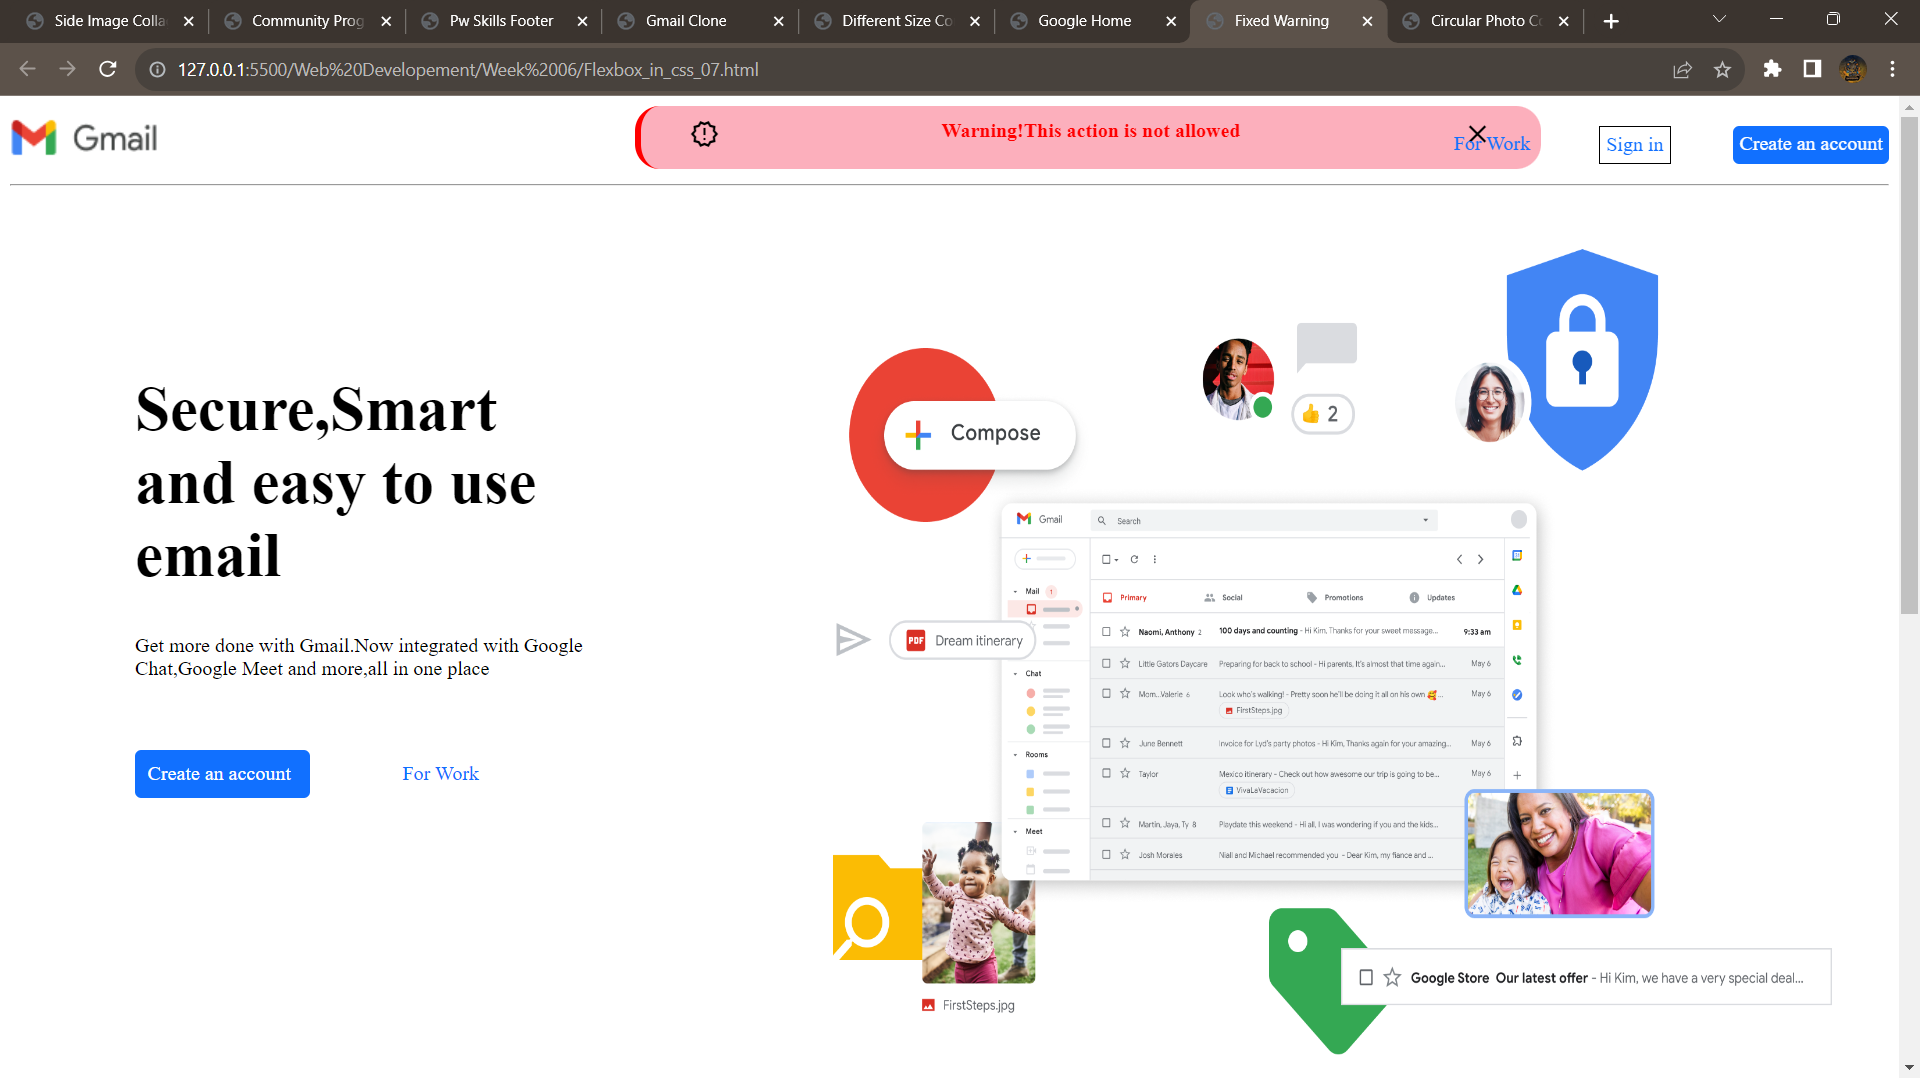 Side Image Colla
Community Prog
Pw Skills Footer
Gmail Clone
Different Size Co
Google Home
Fixed Warning
Circular Photo C
127.0.0.1:5500/Web%20Developement/Week%2006/Flexbox_in_css_07.html
Gmail
Warning!This action is not allowed
For Work
Sign in
Create an account
Secure,Smart
and easy to use
email
Get more done with Gmail.Now integrated with Google
Chat,Google Meet and more,all in one place
Create an account
For Work
Compose
2
Gmail
Search
Mail 1
Primary
Social
Promotions
Updates
Naomi, Anthony 2 100 days and counting - Hi Kim, Thanks for your sweet message... 9:33 am
PDF Dream itinerary
Little Gators Daycare Preparing for back to school - Hi parents, It's almost that time again... May 6
Chat
Mom...Valerie 6 Look who's walking! - Pretty soon he'll be doing it all on his own 🥰... May 6
FirstSteps.jpg
June Bennett Invoice for Lyd's party photos - Hi Kim, Thanks again for your amazing... May 6
Rooms
Taylor Mexico itinerary - Check out how awesome our trip is going to be... May 6
VivaLaVacacion
Martin, Jaya, Ty 8 Playdate this weekend - Hi all, I was wondering if you and the kids...
Meet
Josh Morales Niall and Michael recommended you - Dear Kim, my fiance and ...
Google Store Our latest offer - Hi Kim, we have a very special deal...
FirstSteps.jpg